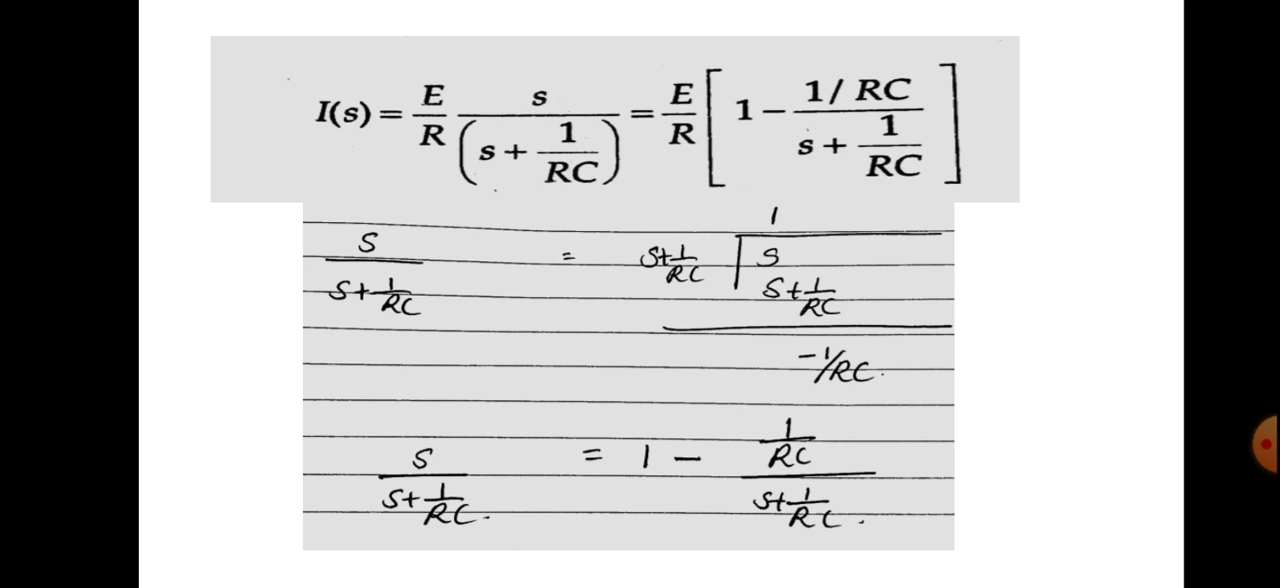 I(s) = E/R s/(s + 1/RC) = E/R [1 - (1/RC)/(s + 1/RC)]
1
S/(S+1/RC) = S+1/RC √S
S+1/RC
-1/RC.
S/(S+1/RC.) = 1 - (1/RC)/(S+1/RC.)